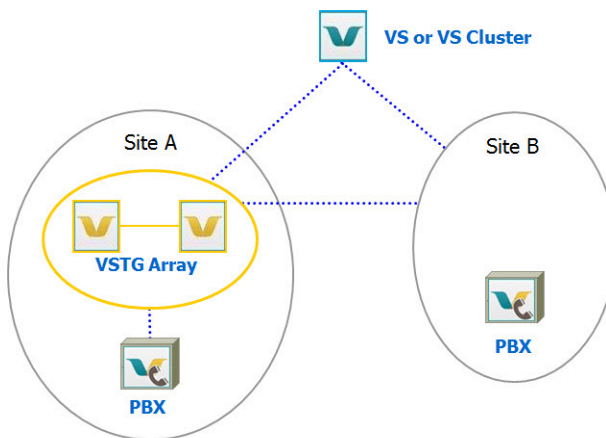 VS or VS Cluster
Site A
Site B
VSTG Array
PBX
PBX